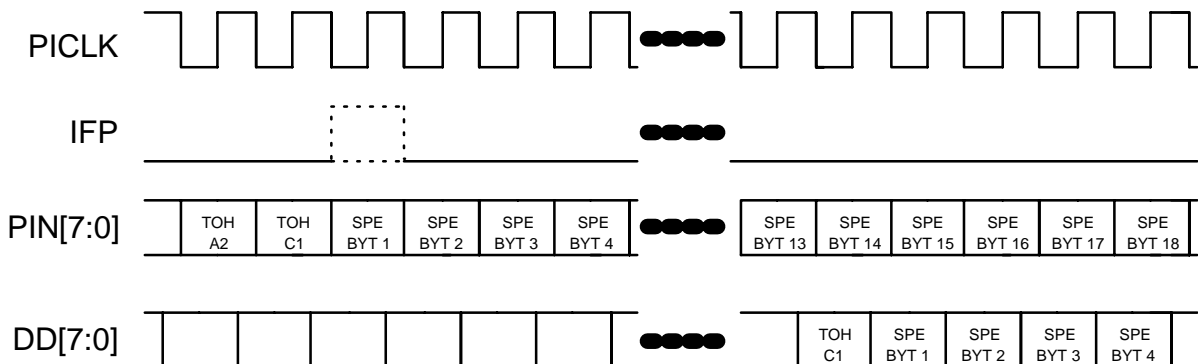 PICLK
IFP
PIN[7:0]
TOH
A2
TOH
C1
SPE
BYT 1
SPE
BYT 2
SPE
BYT 3
SPE
BYT 4
SPE
BYT 13
SPE
BYT 14
SPE
BYT 15
SPE
BYT 16
SPE
BYT 17
SPE
BYT 18
DD[7:0]
TOH
C1
SPE
BYT 1
SPE
BYT 2
SPE
BYT 3
SPE
BYT 4